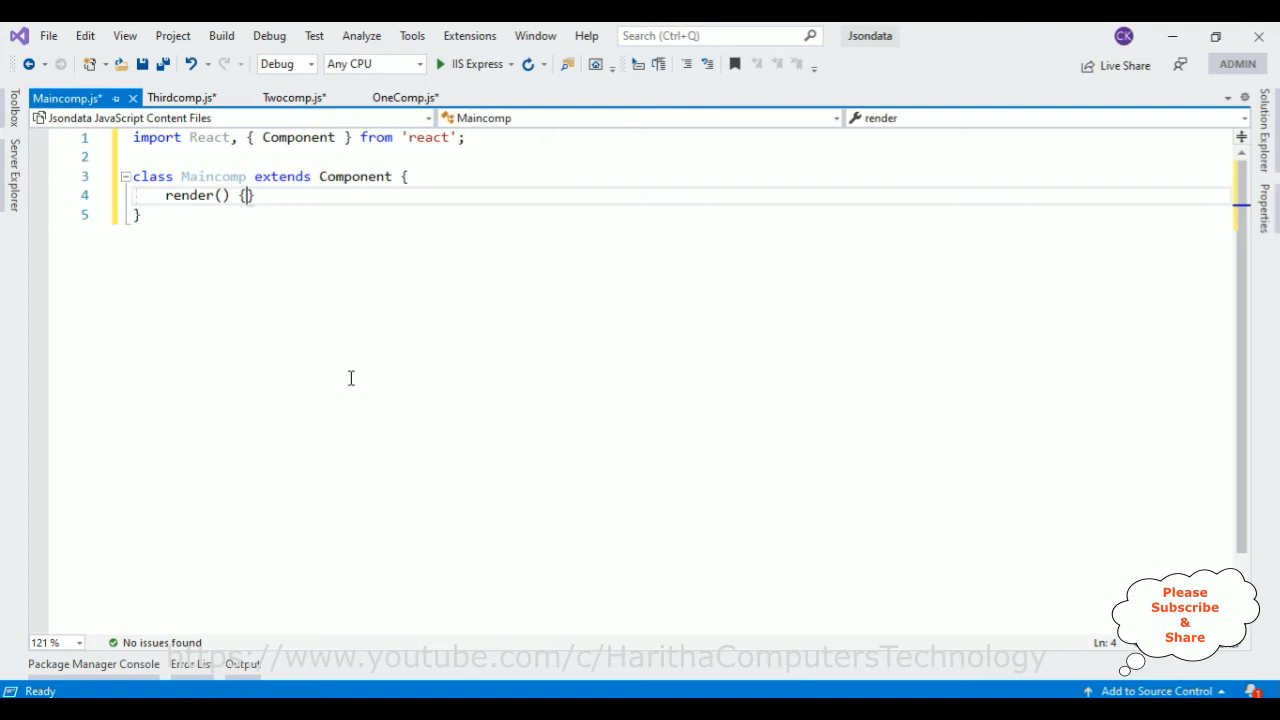 File Edit View Project Build Debug Test Analyze Tools Extensions Window Help Search (Ctrl+Q) Jsondata CK
Debug Any CPU IIS Express Live Share ADMIN
Maincomp.js* Thirdcomp.js* Twocomp.js* OneComp.js*
Jsondata JavaScript Content Files Maincomp render
Toolbox
Server Explorer
Solution Explorer
Properties
1 import React, { Component } from 'react';
2
3 class Maincomp extends Component {
4 render() {}
5 }
Please
Subscribe
&
Share
121 % No issues found Ln: 4
Package Manager Console Error List Output
https://www.youtube.com/c/HarithaComputersTechnology
Ready Add to Source Control 1